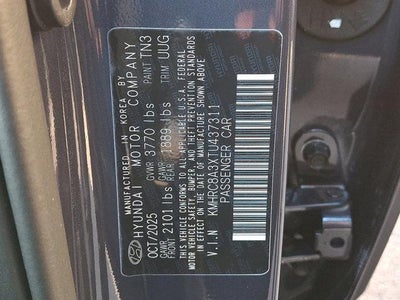 MANUFACTURED IN KOREA BY
HYUNDAI MOTOR COMPANY
OCT/2025 GVWR 3770 lbs PAINT TN3
GAWR FRONT 2101 lbs GAWR REAR 1889 lbs TRIM UUG
THIS VEHICLE CONFORMS TO ALL APPLICABLE U.S.A. FEDERAL
MOTOR VEHICLE SAFETY, BUMPER, AND THEFT PREVENTION STANDARDS
IN EFFECT ON THE DATE OF MANUFACTURE SHOWN ABOVE.
V.I.N KMHRC8A3XTU437311
PASSENGER CAR